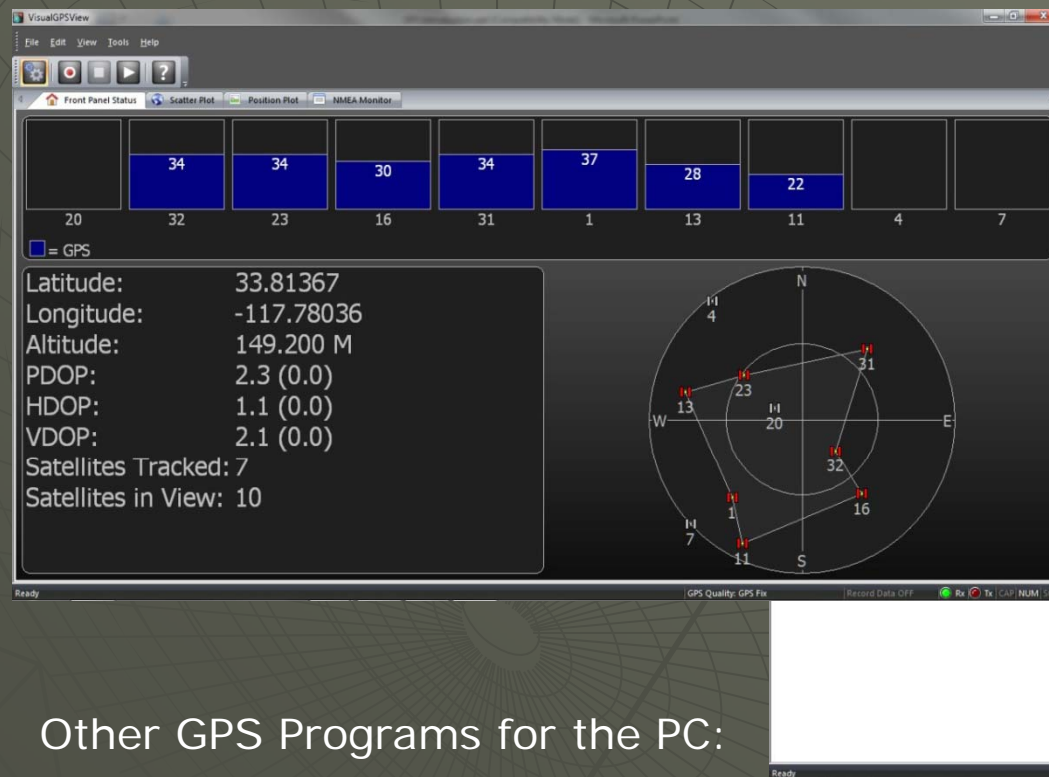 VisualGPSView
File Edit View Tools Help
?
Front Panel Status Scatter Plot Position Plot NMEA Monitor
34 34 30 34 37 28 22
20 32 23 16 31 1 13 11 4 7
= GPS
Latitude: 33.81367
Longitude: -117.78036
Altitude: 149.200 M
PDOP: 2.3 (0.0)
HDOP: 1.1 (0.0)
VDOP: 2.1 (0.0)
Satellites Tracked: 7
Satellites in View: 10
N
4
31
23
13
20
W
E
32
1
16
7
11
S
Ready GPS Quality: GPS Fix Record Data OFF Rx Tx CAP NUM
Other GPS Programs for the PC:
Ready